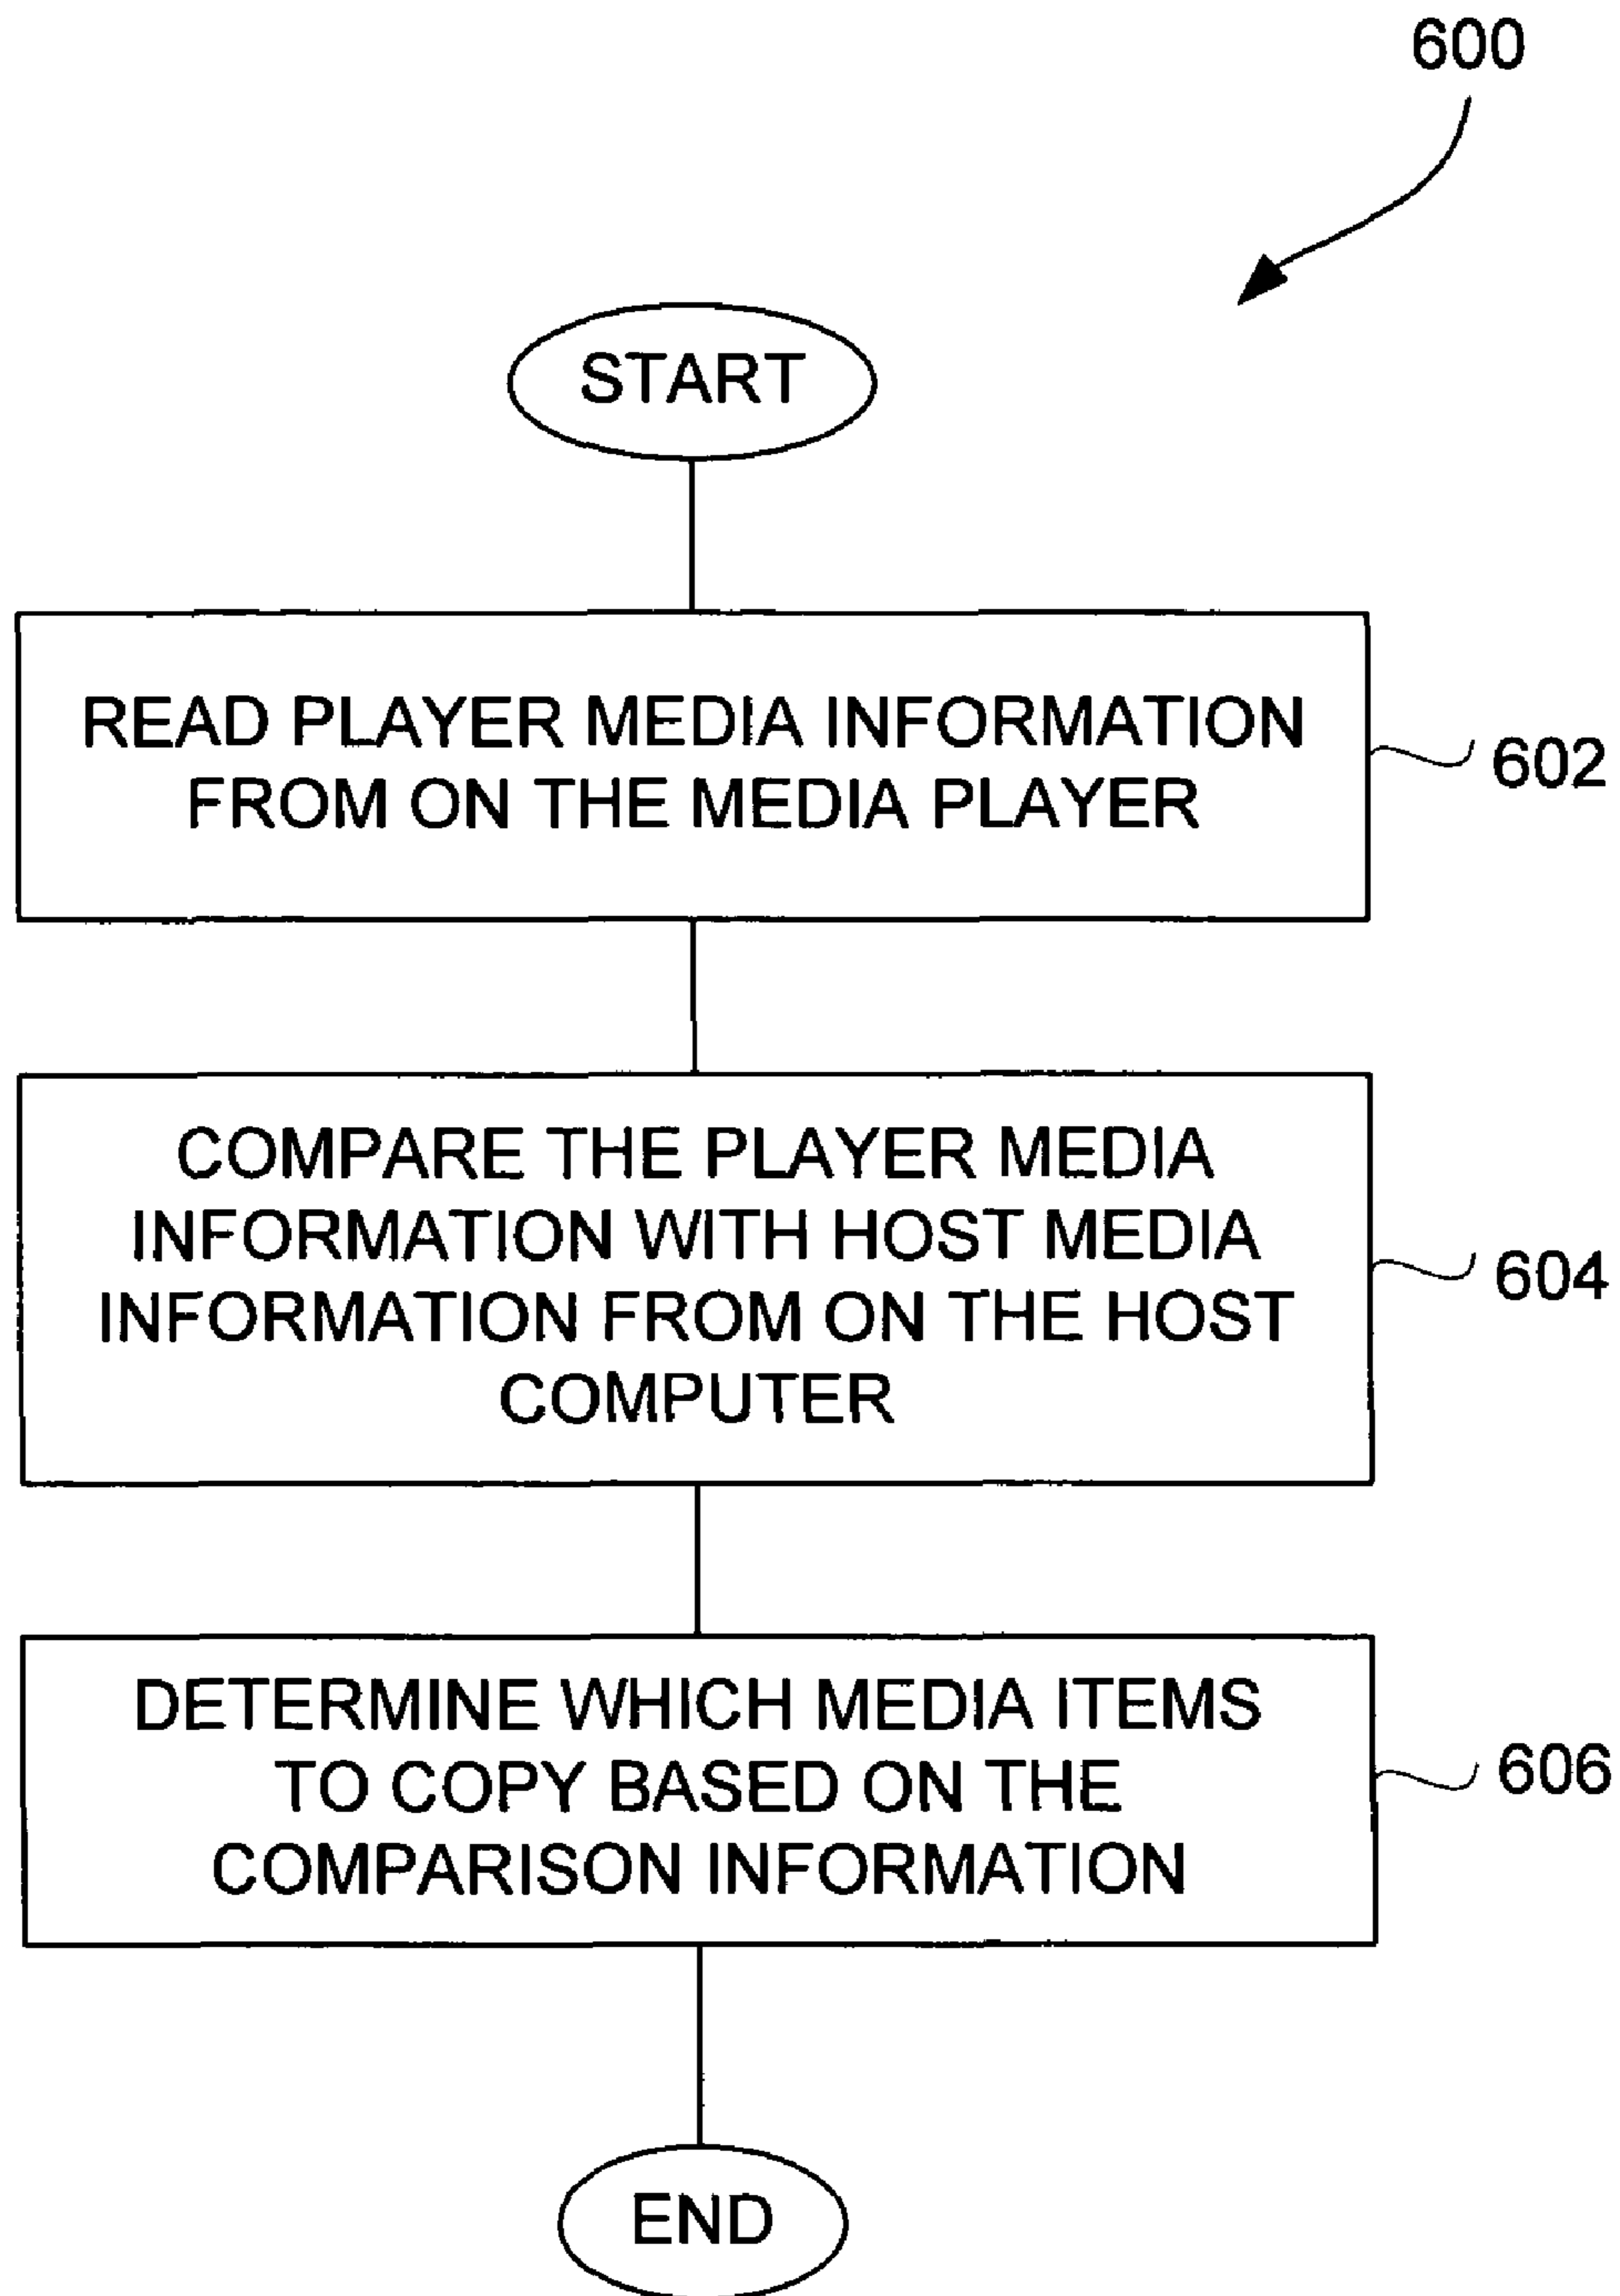 600
START
READ PLAYER MEDIA INFORMATION
FROM ON THE MEDIA PLAYER
602
COMPARE THE PLAYER MEDIA
INFORMATION WITH HOST MEDIA
INFORMATION FROM ON THE HOST
COMPUTER
604
DETERMINE WHICH MEDIA ITEMS
TO COPY BASED ON THE
COMPARISON INFORMATION
606
END